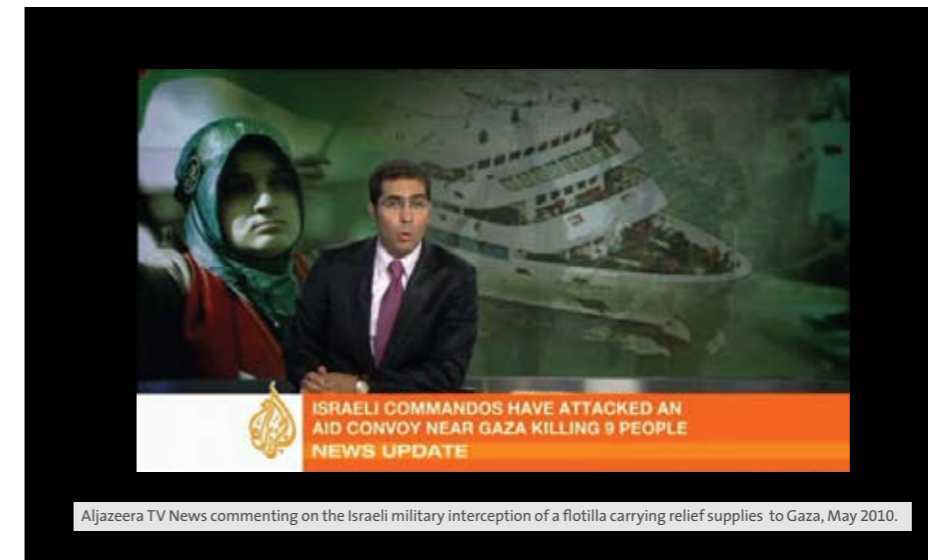 ISRAELI COMMANDOS HAVE ATTACKED AN
AID CONVOY NEAR GAZA KILLING 9 PEOPLE
NEWS UPDATE
Aljazeera TV News commenting on the Israeli military interception of a flotilla carrying relief supplies to Gaza, May 2010.